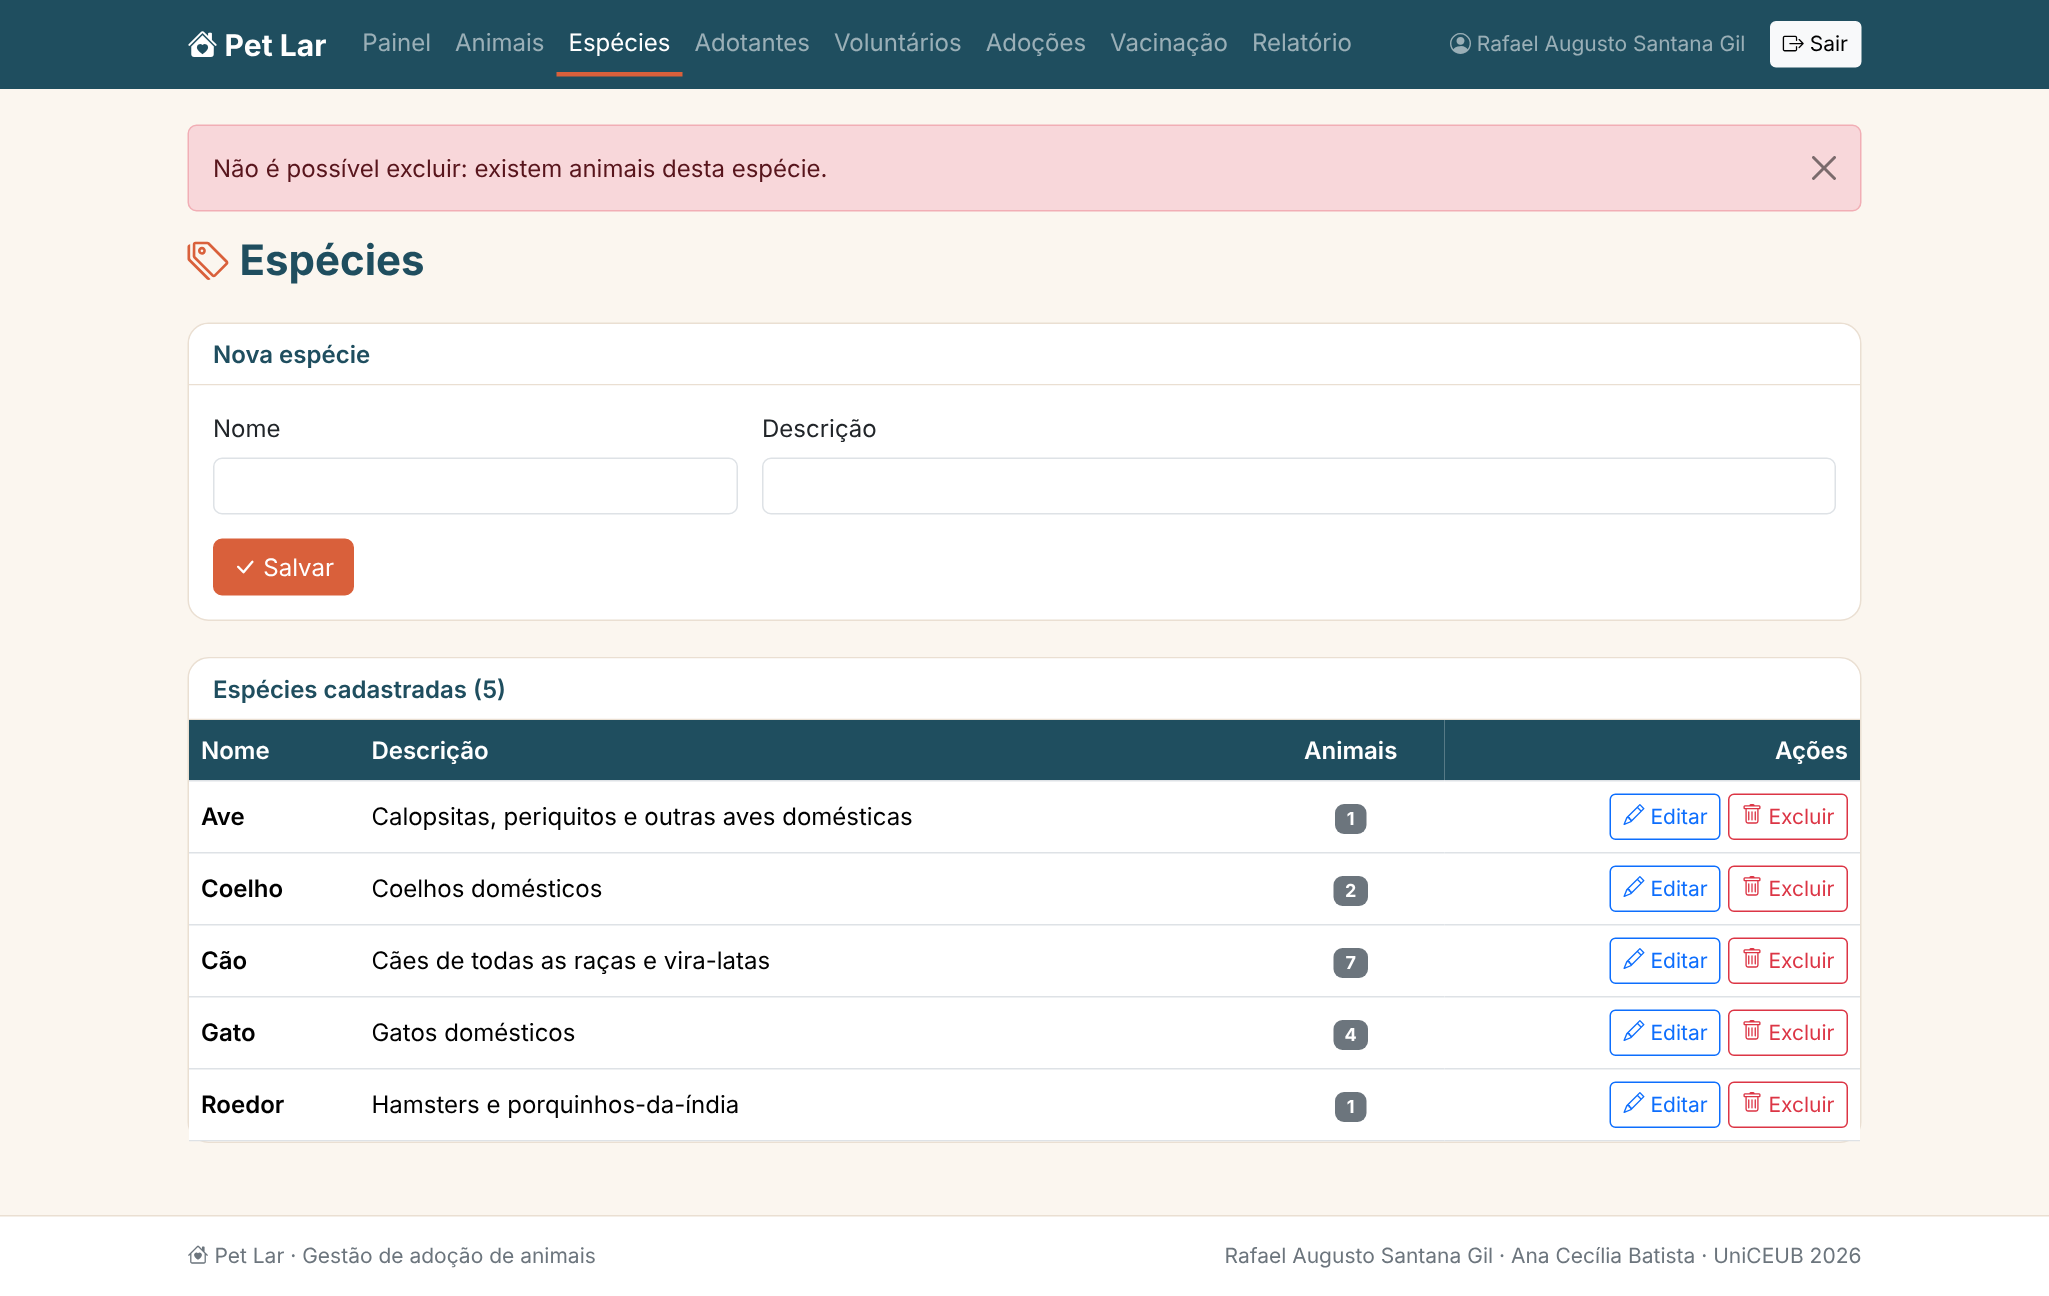 Pet Lar Painel Animais Espécies Adotantes Voluntários Adoções Vacinação Relatório Rafael Augusto Santana Gil Sair
Não é possível excluir: existem animais desta espécie.
Espécies
Nova espécie
Nome Descrição
Salvar
Espécies cadastradas (5)
Nome Descrição Animais Ações
Ave Calopsitas, periquitos e outras aves domésticas 1 Editar Excluir
Coelho Coelhos domésticos 2 Editar Excluir
Cão Cães de todas as raças e vira-latas 7 Editar Excluir
Gato Gatos domésticos 4 Editar Excluir
Roedor Hamsters e porquinhos-da-índia 1 Editar Excluir
Pet Lar · Gestão de adoção de animais Rafael Augusto Santana Gil · Ana Cecília Batista · UniCEUB 2026